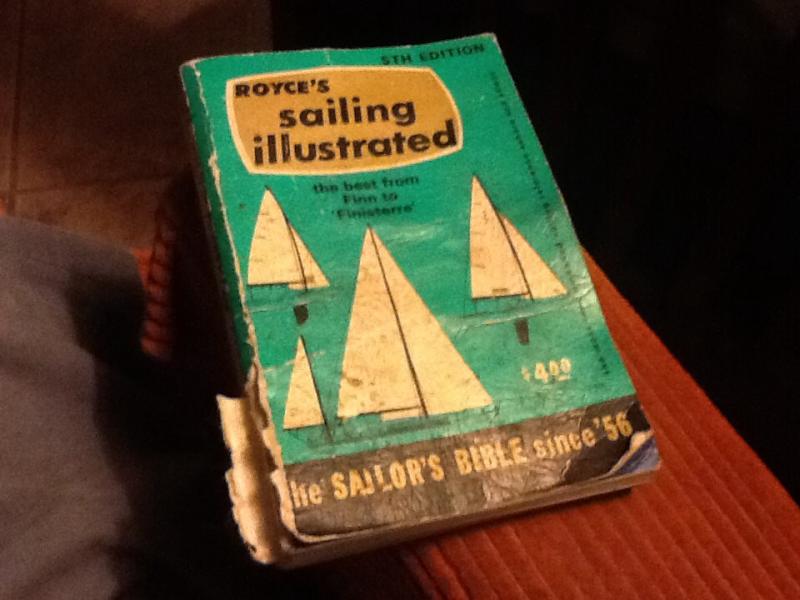 5TH EDITION
ROYCE'S
sailing
illustrated
the best from
Finn to
'Finisterre'
$4.00
he SAILOR'S BIBLE since '56